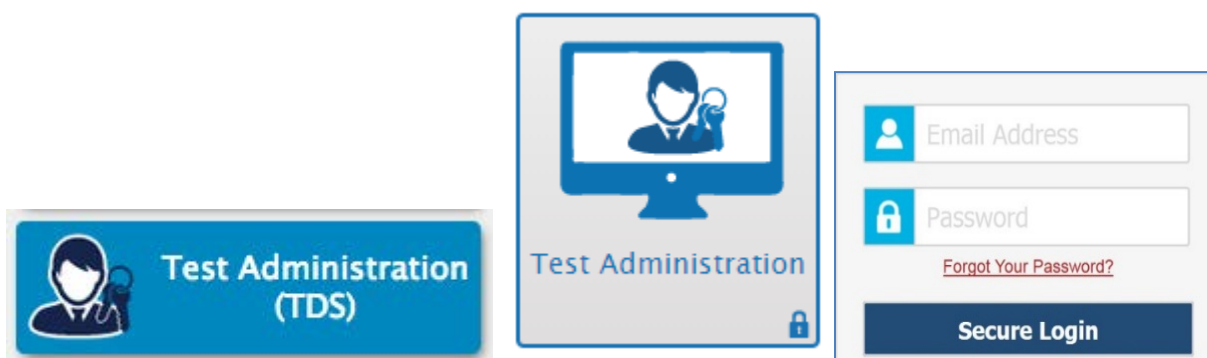 Test Administration
(TDS)
Test Administration
Email Address
Password
Forgot Your Password?
Secure Login